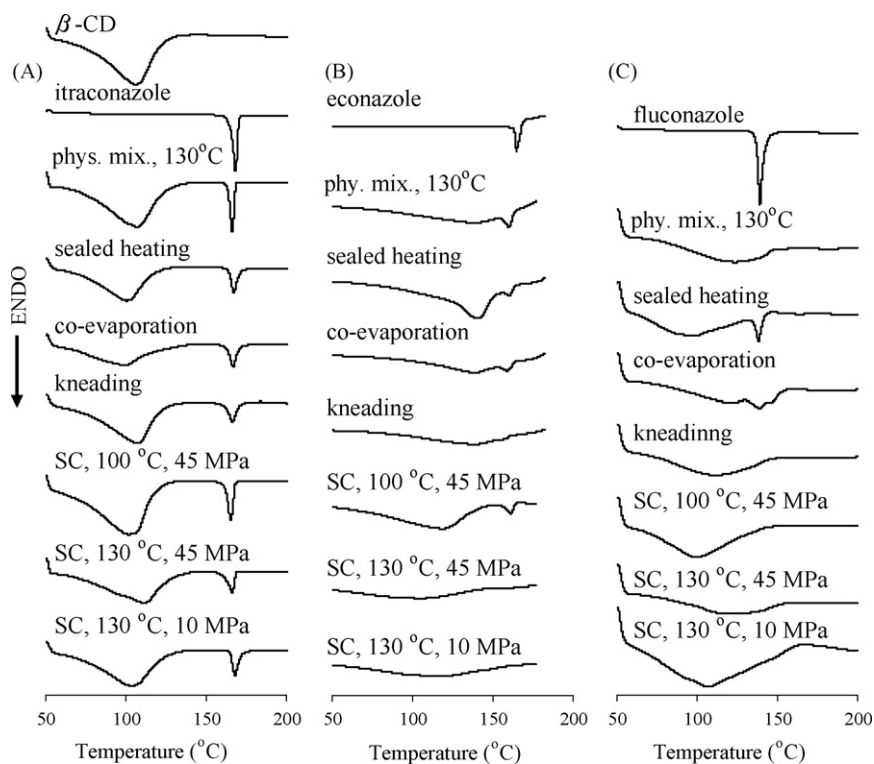 β-CD
(A)
itraconazole
phys. mix., 130°C
sealed heating
co-evaporation
kneading
SC, 100 °C, 45 MPa
SC, 130 °C, 45 MPa
SC, 130 °C, 10 MPa
50 100 150 200
Temperature (°C)
ENDO
(B)
econazole
phy. mix., 130°C
sealed heating
co-evaporation
kneading
SC, 100 °C, 45 MPa
SC, 130 °C, 45 MPa
SC, 130 °C, 10 MPa
50 100 150 200
Temperature (°C)
(C)
fluconazole
phy. mix., 130°C
sealed heating
co-evaporation
kneadinng
SC, 100 °C, 45 MPa
SC, 130 °C, 45 MPa
SC, 130 °C, 10 MPa
50 100 150 200
Temperature (°C)